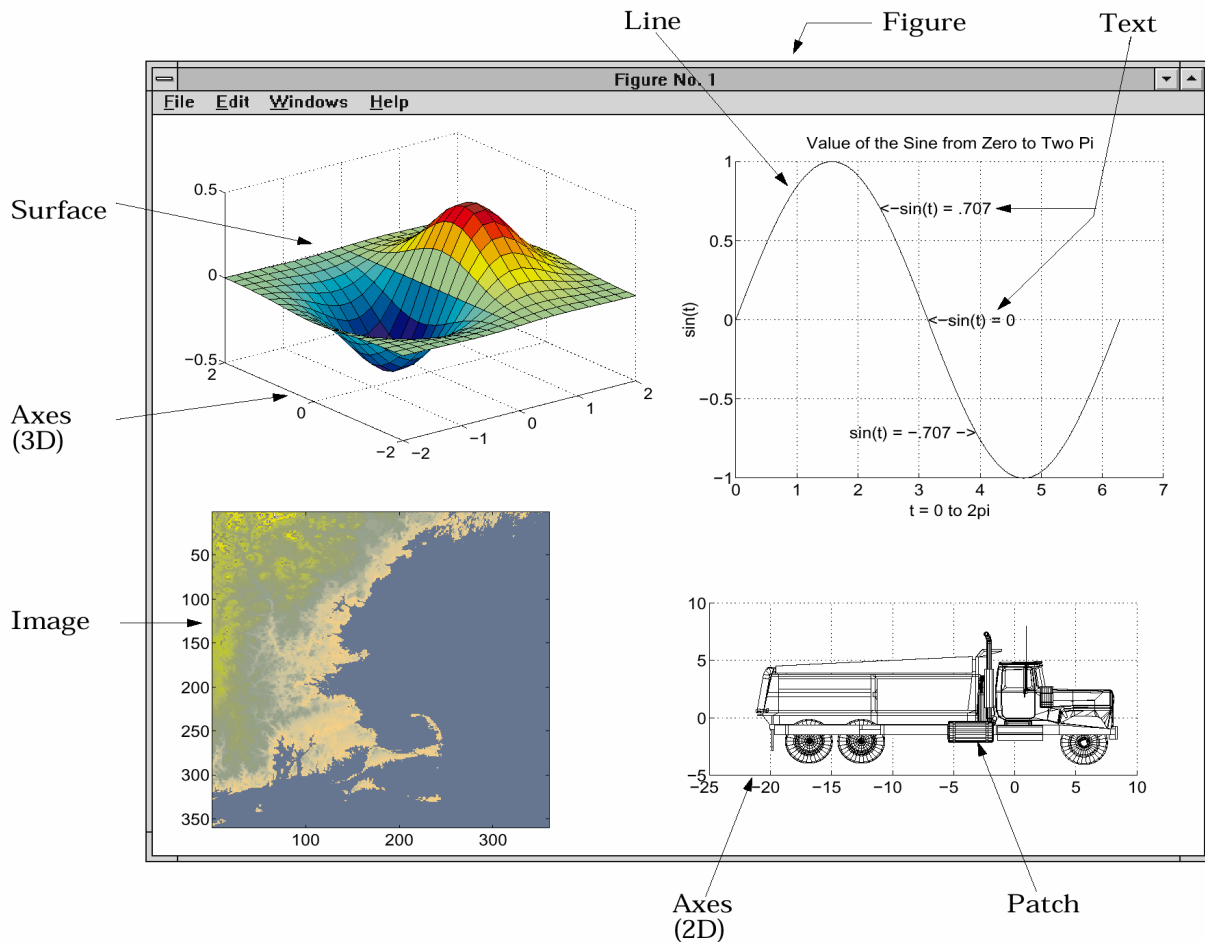 Line
Figure
Text
Figure No. 1
File Edit Windows Help
Surface
Axes
(3D)
0.5
0
−0.5
2
0
−2
−2
−1
0
1
2
Value of the Sine from Zero to Two Pi
1
0.5
0
−0.5
−1
sin(t)
<−sin(t) = .707
<−sin(t) = 0
sin(t) = −.707 −>
0 1 2 3 4 5 6 7
t = 0 to 2pi
Image
50
100
150
200
250
300
350
100 200 300
10
5
0
−5
−25 −20 −15 −10 −5 0 5 10
Axes
(2D)
Patch